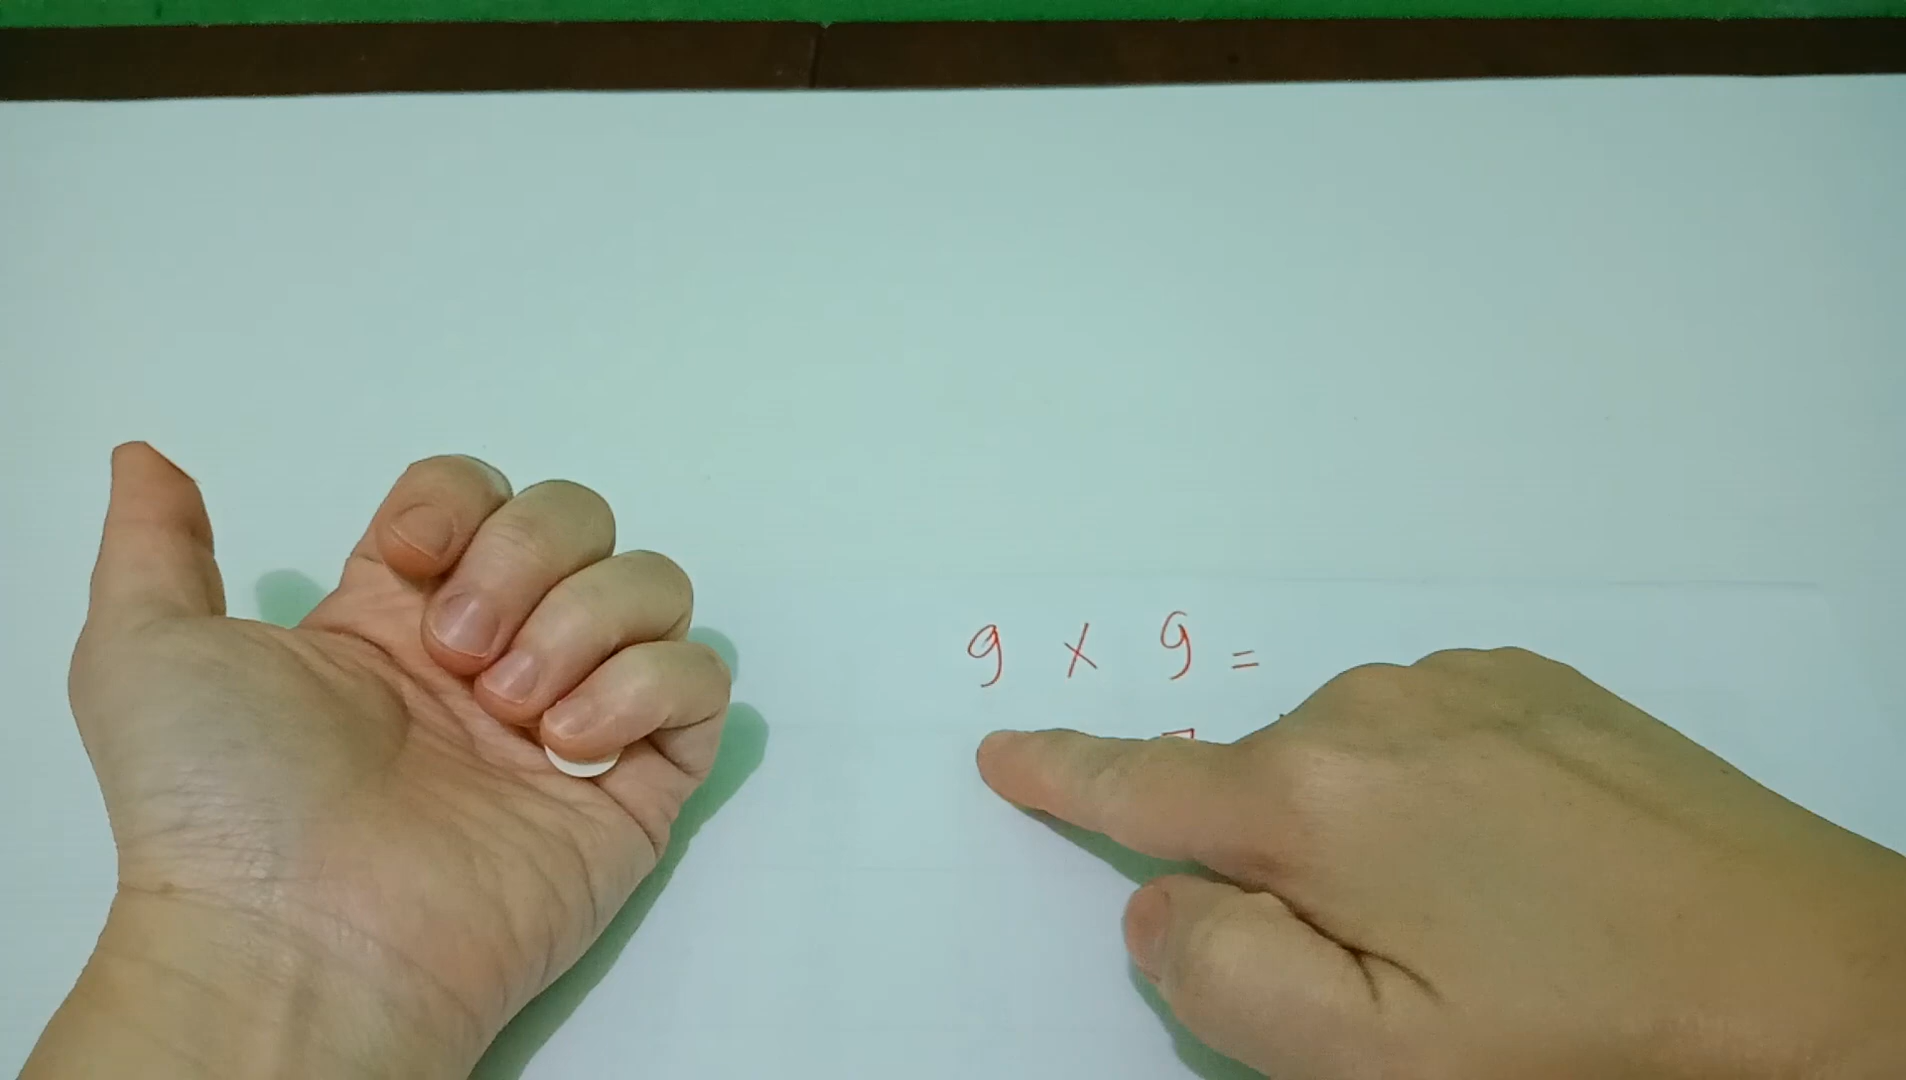 9 x 9 =